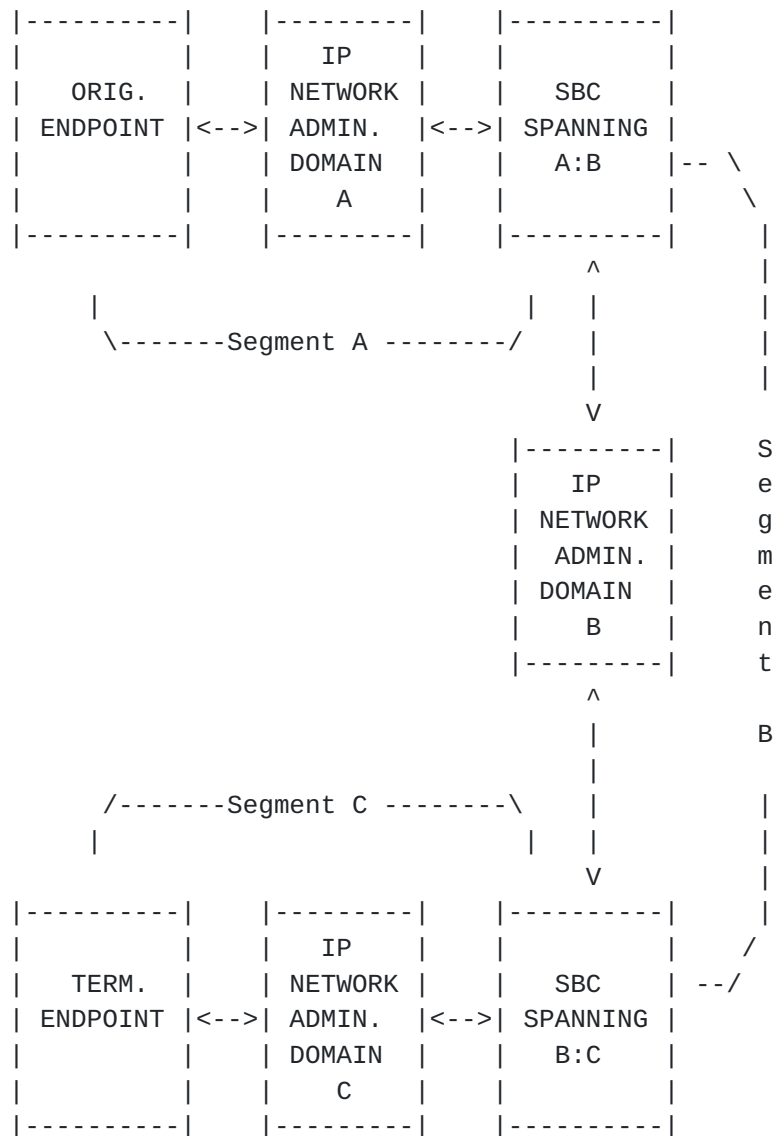 |----------|    |---------|    |----------|
|          |    |   IP    |    |          |
|   ORIG.  |    | NETWORK |    |   SBC    |
| ENDPOINT |<-->| ADMIN.  |<-->| SPANNING |
|          |    | DOMAIN  |    |   A:B    |-- \
|          |    |    A    |    |          |    \
|----------|    |---------|    |----------|     |
                                     ^          |
     |                           |   |          |
      \-------Segment A --------/    |          |
                                     |          |
                                     V
                                |---------|     S
                                |   IP    |     e
                                | NETWORK |     g
                                |  ADMIN. |     m
                                | DOMAIN  |     e
                                |    B    |     n
                                |---------|     t
                                     ^
                                     |          B
                                     |
      /-------Segment C --------\    |          |
     |                           |   |          |
                                     V          |
|----------|    |---------|    |----------|     |
|          |    |   IP    |    |          |    /
|   TERM.  |    | NETWORK |    |   SBC    | --/
| ENDPOINT |<-->| ADMIN.  |<-->| SPANNING |
|          |    | DOMAIN  |    |   B:C    |
|          |    |    C    |    |          |
|----------|    |---------|    |----------|